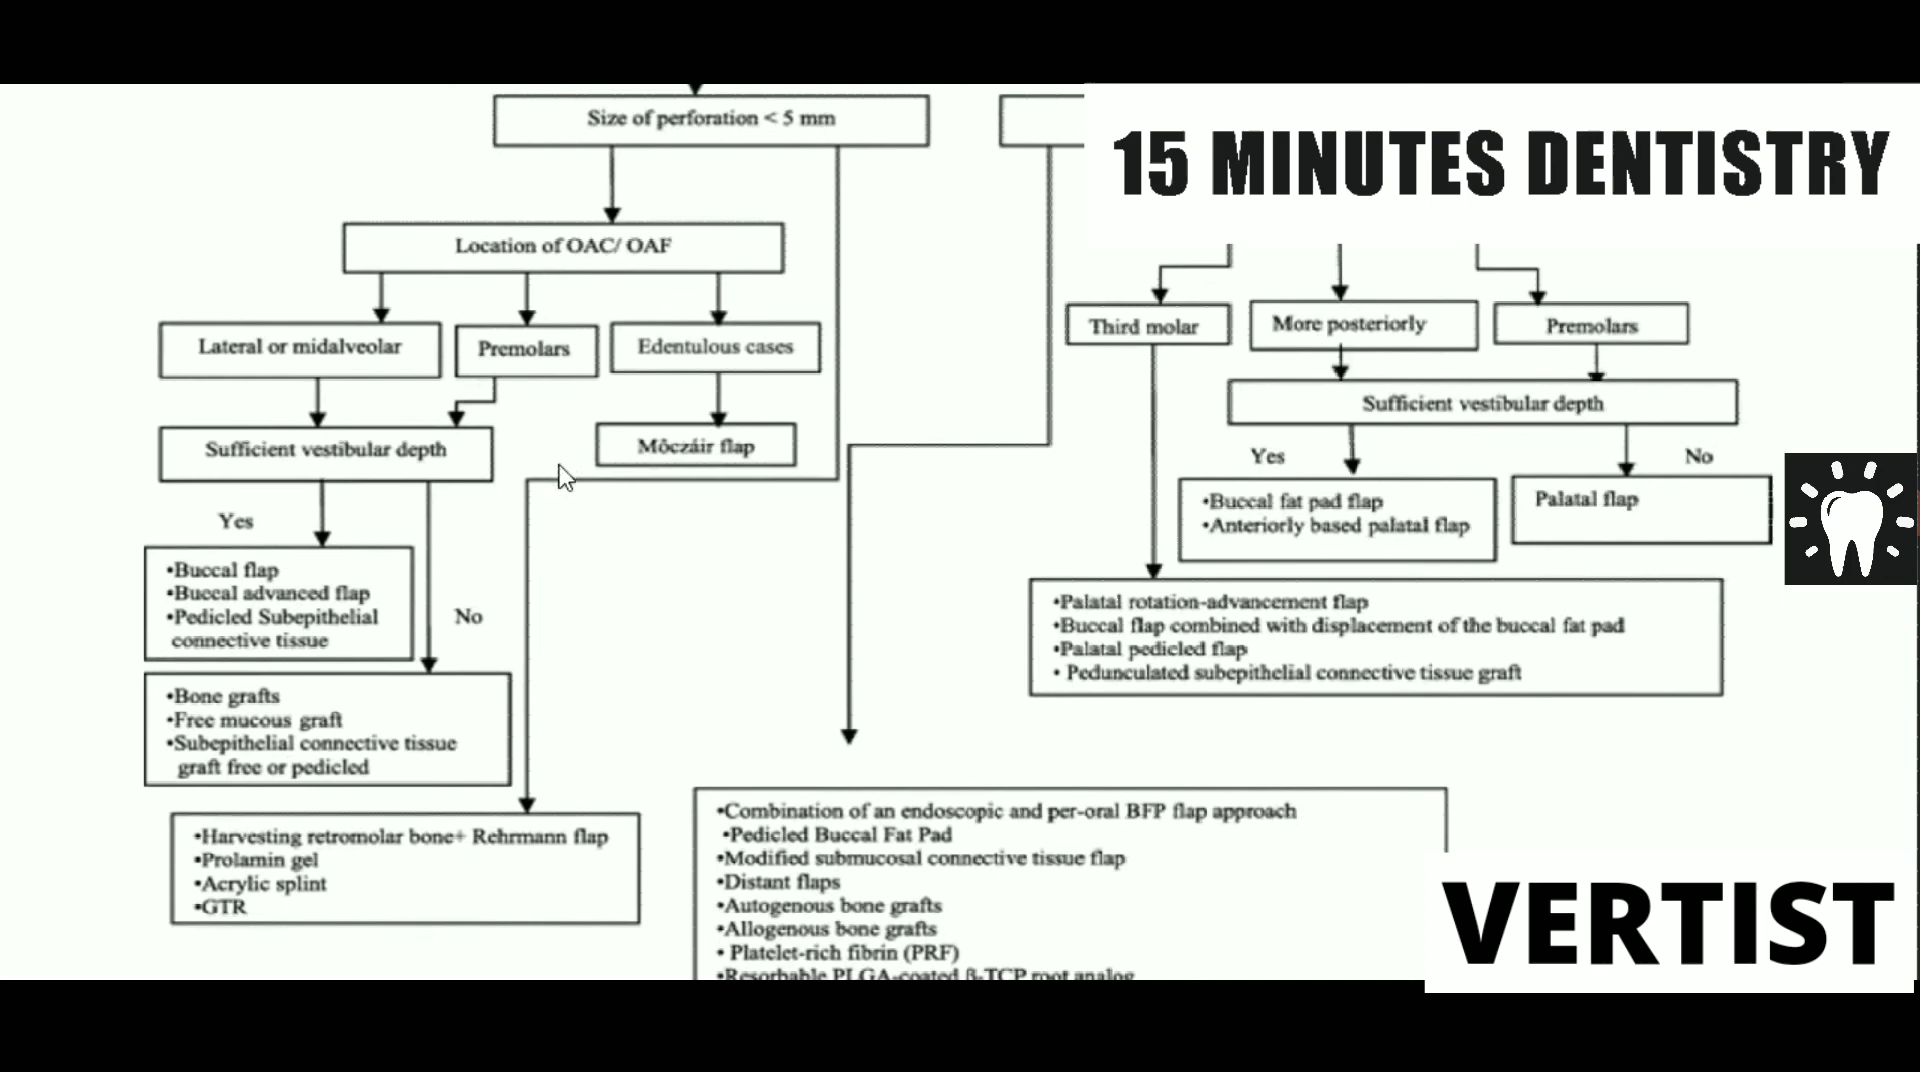 Size of perforation < 5 mm
15 MINUTES DENTISTRY
Location of OAC/ OAF
Lateral or midalveolar
Premolars
Edentulous cases
Third molar
More posteriorly
Premolars
Sufficient vestibular depth
Môczáir flap
Sufficient vestibular depth
Yes
No
Yes
•Buccal fat pad flap
•Anteriorly based palatal flap
Palatal flap
•Buccal flap
•Buccal advanced flap
•Pedicled Subepithelial
connective tissue
No
•Palatal rotation-advancement flap
•Buccal flap combined with displacement of the buccal fat pad
•Palatal pedicled flap
• Pedunculated subepithelial connective tissue graft
•Bone grafts
•Free mucous graft
•Subepithelial connective tissue
graft free or pedicled
•Harvesting retromolar bone+ Rehrmann flap
•Prolamin gel
•Acrylic splint
•GTR
•Combination of an endoscopic and per-oral BFP flap approach
•Pedicled Buccal Fat Pad
•Modified submucosal connective tissue flap
•Distant flaps
•Autogenous bone grafts
•Allogenous bone grafts
• Platelet-rich fibrin (PRF)
•Resorbable PLGA-coated β-TCP root analog
VERTIST